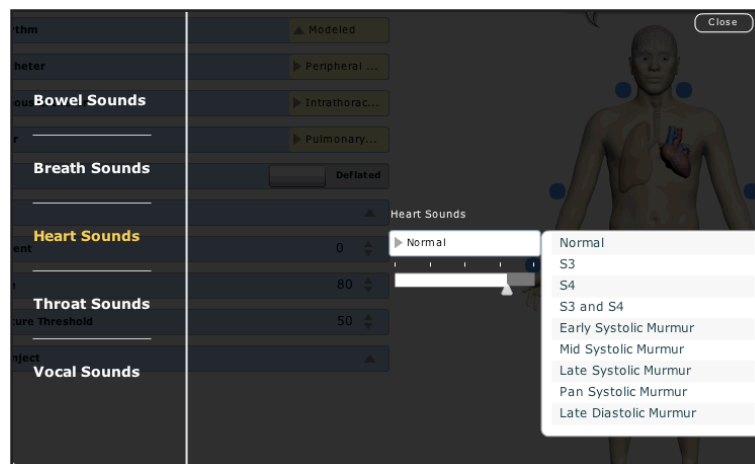 Close
Modeled
Peripheral ...
Intrathorac...
Pulmonary...
Deflated
0
80
50
Bowel Sounds
Breath Sounds
Heart Sounds
Throat Sounds
Vocal Sounds
Heart Sounds
Normal
Normal
S3
S4
S3 and S4
Early Systolic Murmur
Mid Systolic Murmur
Late Systolic Murmur
Pan Systolic Murmur
Late Diastolic Murmur